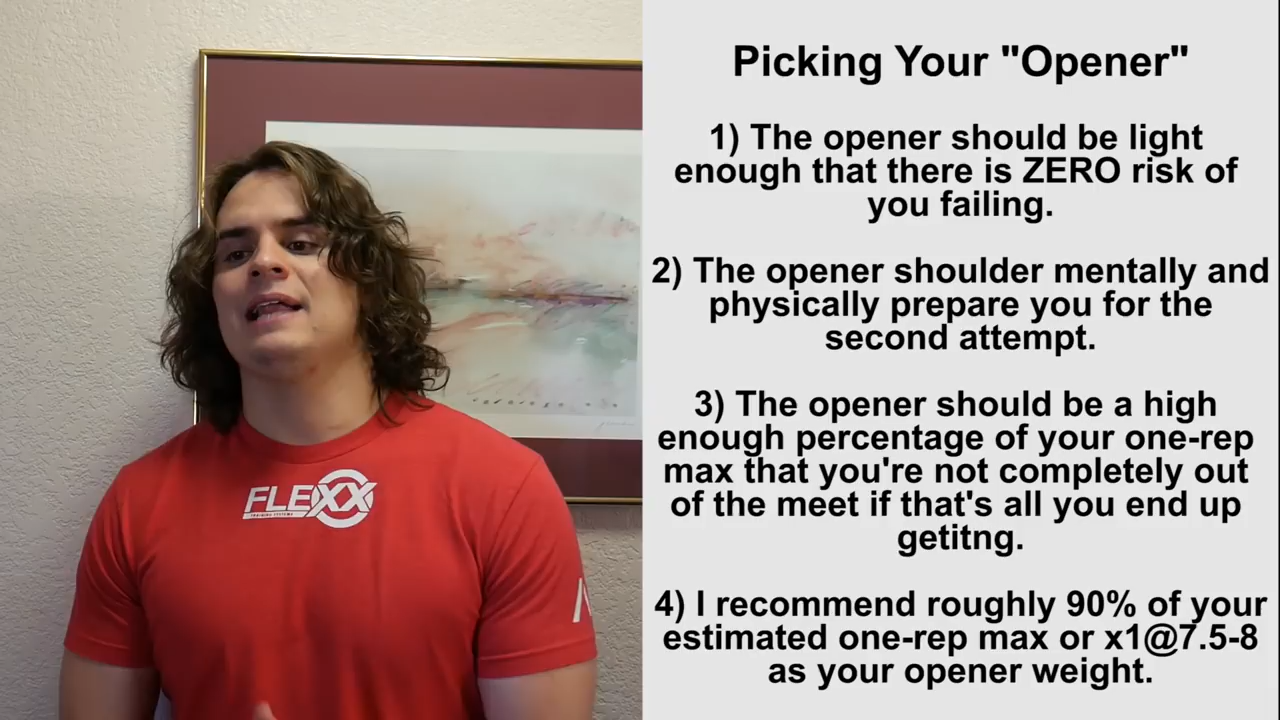 Picking Your "Opener"
1) The opener should be light
enough that there is ZERO risk of
you failing.
2) The opener shoulder mentally and
physically prepare you for the
second attempt.
3) The opener should be a high
enough percentage of your one-rep
max that you're not completely out
of the meet if that's all you end up
getitng.
4) I recommend roughly 90% of your
estimated one-rep max or x1@7.5-8
as your opener weight.
FLEXX